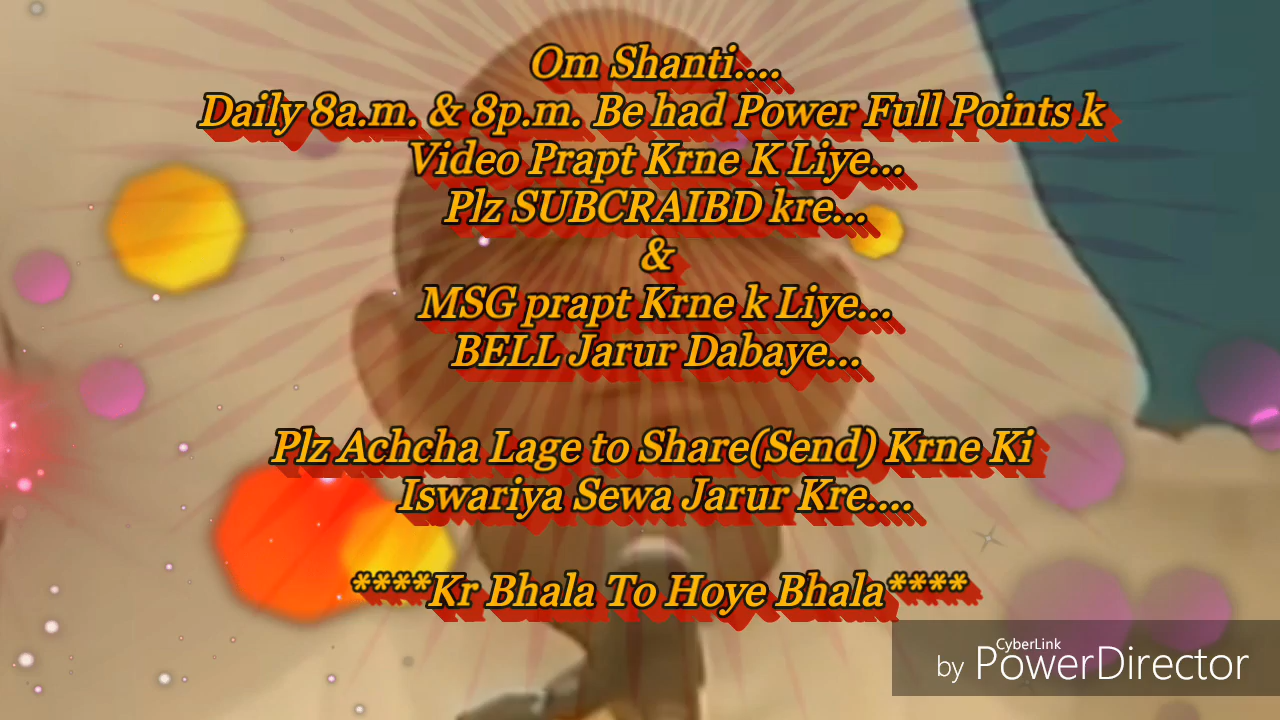 Om Shanti....
Daily 8a.m. & 8p.m. Be had Power Full Points k
Video Prapt Krne K Liye...
Plz SUBCRAIBD kre...
&
MSG prapt Krne k Liye...
BELL Jarur Dabaye...
Plz Achcha Lage to Share(Send) Krne Ki
Iswariya Sewa Jarur Kre....
****Kr Bhala To Hoye Bhala****
CyberLink
by PowerDirector